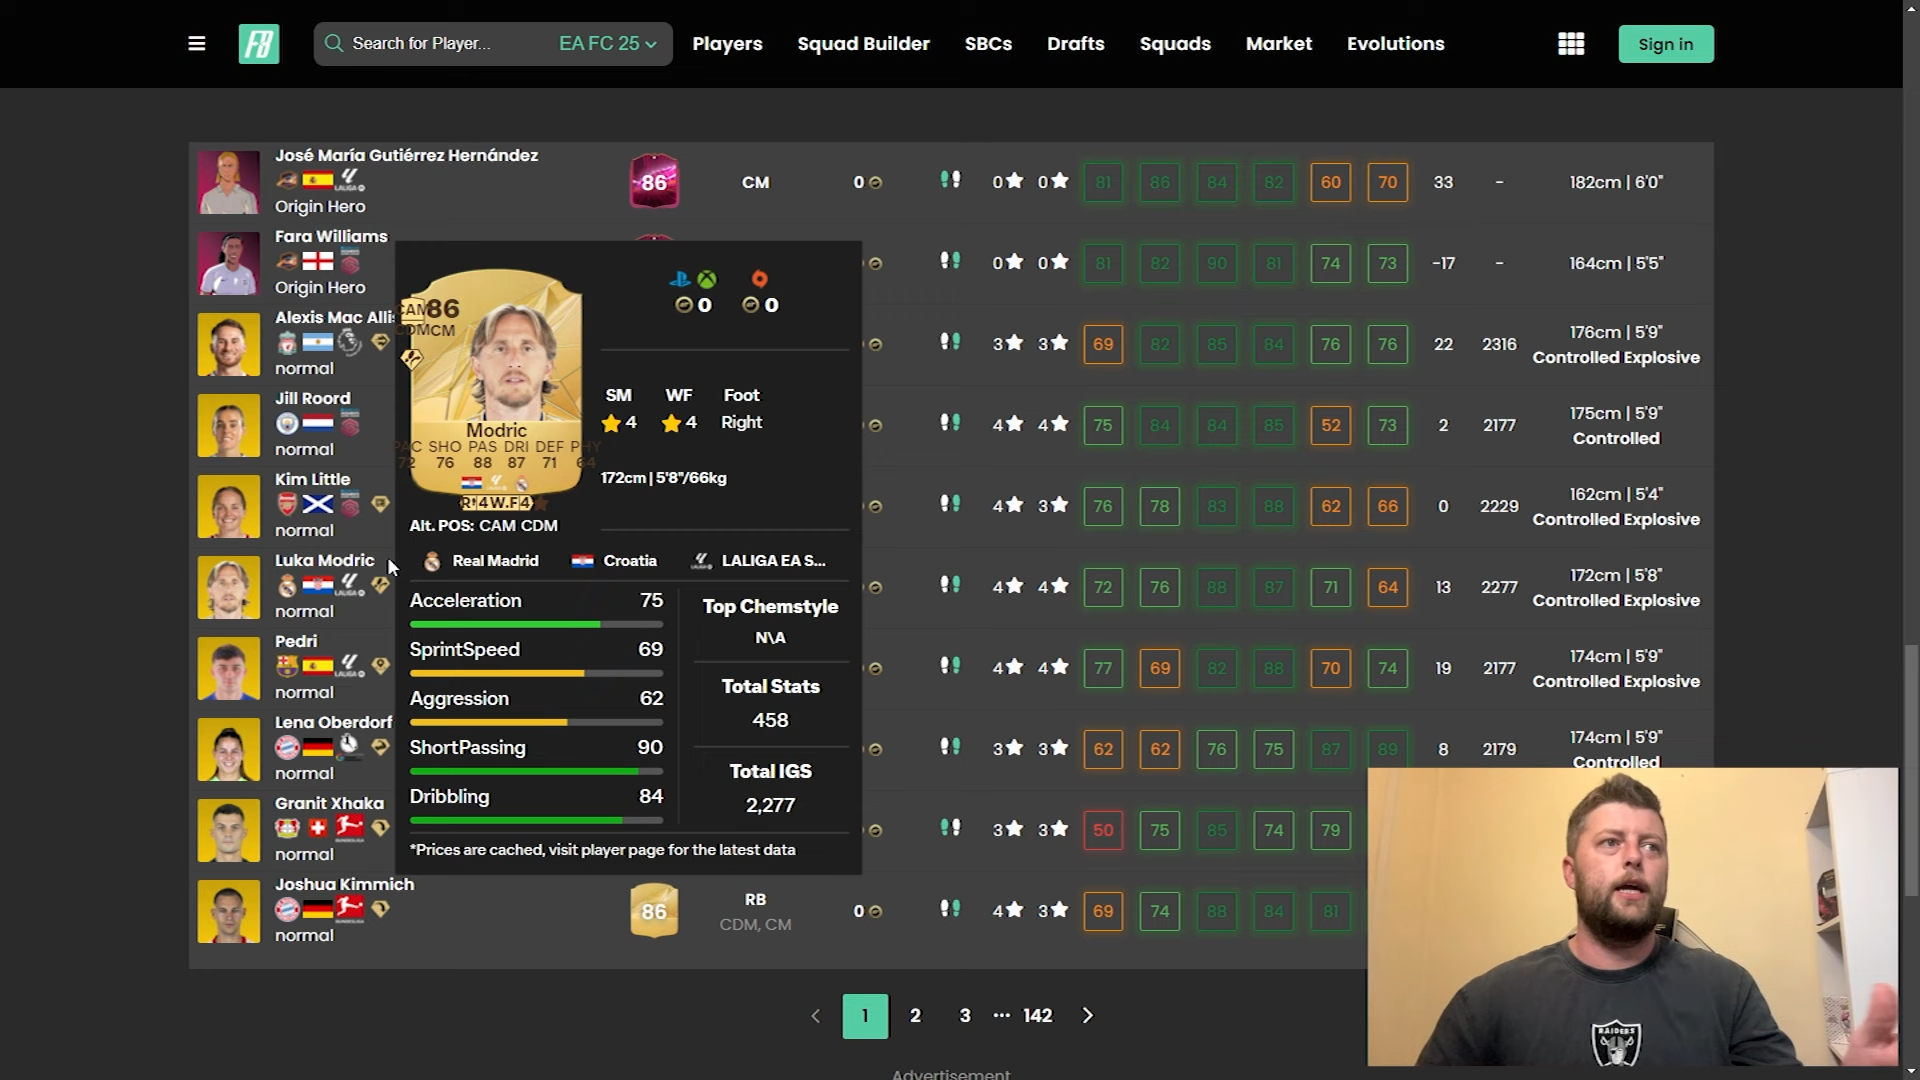 F8 Search for Player... EA FC 25 Players Squad Builder SBCs Drafts Squads Market Evolutions Sign in
José María Gutiérrez Hernández
Origin Hero
86 CM 0 0 0 81 86 84 82 60 70 33 - 182cm | 6'0"
Fara Williams
Origin Hero
0 0 81 82 90 81 74 73 -17 - 164cm | 5'5"
Alexis Mac Alli
normal
3 3 69 82 85 84 76 76 22 2316 176cm | 5'9"
Controlled Explosive
Jill Roord
normal
4 4 75 84 84 85 52 73 2 2177 175cm | 5'9"
Controlled
Kim Little
normal
4 3 76 78 83 88 62 66 0 2229 162cm | 5'4"
Controlled Explosive
Luka Modric
normal
4 4 72 76 88 87 71 64 13 2277 172cm | 5'8"
Controlled Explosive
Pedri
normal
4 4 77 69 82 88 70 74 19 2177 174cm | 5'9"
Controlled Explosive
Lena Oberdorf
normal
3 3 62 62 76 75 87 89 8 2179 174cm | 5'9"
Controlled
Granit Xhaka
normal
3 3 50 75 85 74 79
Joshua Kimmich
normal
86 RB
CDM, CM
0 4 3 69 74 88 84 81
CAM 86
CDM CM
Modric
PAC SHO PAS DRI DEF PHY
72 76 88 87 71 64
4 W.F 4
Alt. POS: CAM CDM
0 0
SM WF Foot
4 4 Right
172cm | 5'8"/66kg
Real Madrid Croatia LALIGA EA S...
Acceleration 75
SprintSpeed 69
Aggression 62
ShortPassing 90
Dribbling 84
Top Chemstyle
N\A
Total Stats
458
Total IGS
2,277
*Prices are cached, visit player page for the latest data
1 2 3 ... 142
Advertisement
RAIDERS